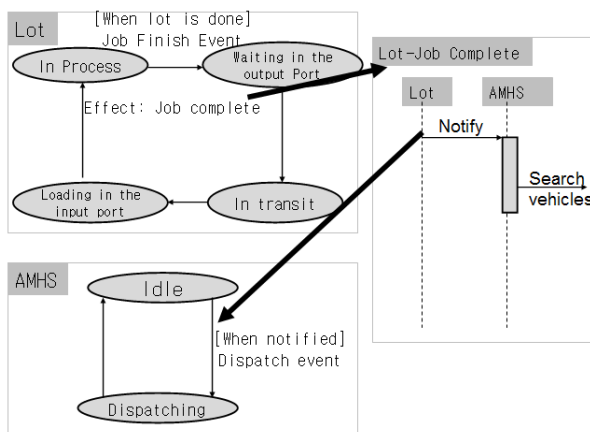 Lot
[When lot is done]
Job Finish Event
In Process
Waiting in the
output Port
Effect: Job complete
Loading in the
input port
In transit
Lot-Job Complete
Lot
AMHS
Notify
Search
vehicles
AMHS
Idle
[When notified]
Dispatch event
Dispatching